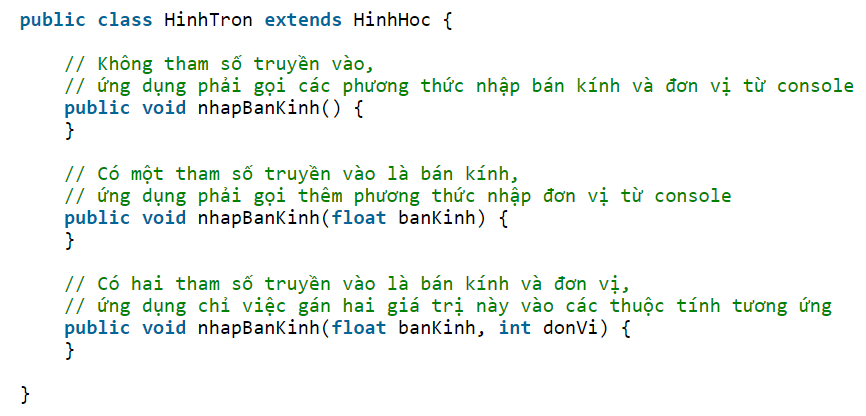 public class HinhTron extends HinhHoc {
// Không tham số truyền vào,
// ứng dụng phải gọi các phương thức nhập bán kính và đơn vị từ console
public void nhapBanKinh() {
}
// Có một tham số truyền vào là bán kính,
// ứng dụng phải gọi thêm phương thức nhập đơn vị từ console
public void nhapBanKinh(float banKinh) {
}
// Có hai tham số truyền vào là bán kính và đơn vị,
// ứng dụng chỉ việc gán hai giá trị này vào các thuộc tính tương ứng
public void nhapBanKinh(float banKinh, int donVi) {
}
}